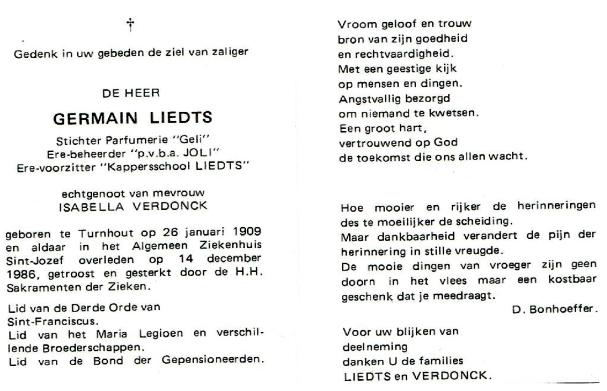 Gedenk in uw gebeden de ziel van zaliger
DE HEER
GERMAIN LIEDTS
Stichter Parfumerie "Geli"
Ere-beheerder "p.v.b.a. JOLI"
Ere-voorzitter "Kappersschool LIEDTS"
echtgenoot van mevrouw
ISABELLA VERDONCK
geboren te Turnhout op 26 januari 1909
en aldaar in het Algemeen Ziekenhuis
Sint-Jozef overleden op 14 december
1986, getroost en gesterkt door de H.H.
Sakramenten der Zieken.
Lid van de Derde Orde van
Sint-Franciscus.
Lid van het Maria Legioen en verschil-
lende Broederschappen.
Lid van de Bond der Gepensioneerden.
Vroom geloof en trouw
bron van zijn goedheid
en rechtvaardigheid.
Met een geestige kijk
op mensen en dingen.
Angstvallig bezorgd
om niemand te kwetsen.
Een groot hart,
vertrouwend op God
de toekomst die ons allen wacht.
Hoe mooier en rijker de herinneringen
des te moeilijker de scheiding.
Maar dankbaarheid verandert de pijn der
herinnering in stille vreugde.
De mooie dingen van vroeger zijn geen
doorn in het vlees maar een kostbaar
geschenk dat je meedraagt.
D. Bonhoeffer.
Voor uw blijken van
deelneming
danken U de families
LIEDTS en VERDONCK.